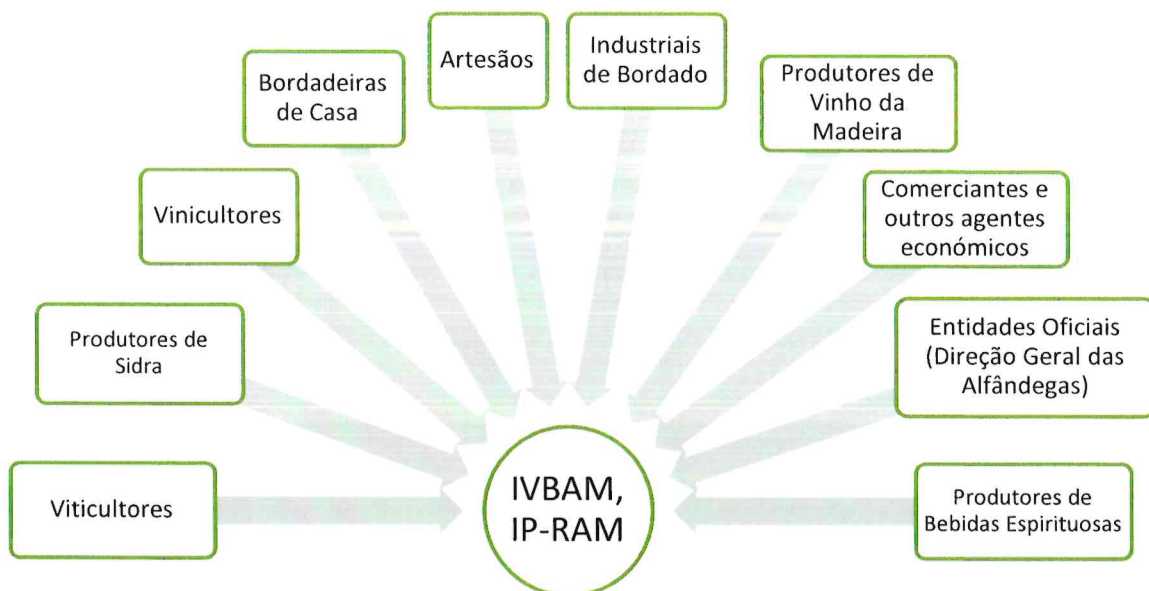 Artesãos
Industriais
de Bordado
Bordadeiras
de Casa
Produtores de
Vinho da
Madeira
Vinicultores
Comerciantes e
outros agentes
económicos
Produtores de
Sidra
Entidades Oficiais
(Direção Geral das
Alfândegas)
Viticultores
IVBAM,
IP-RAM
Produtores de
Bebidas Espirituosas